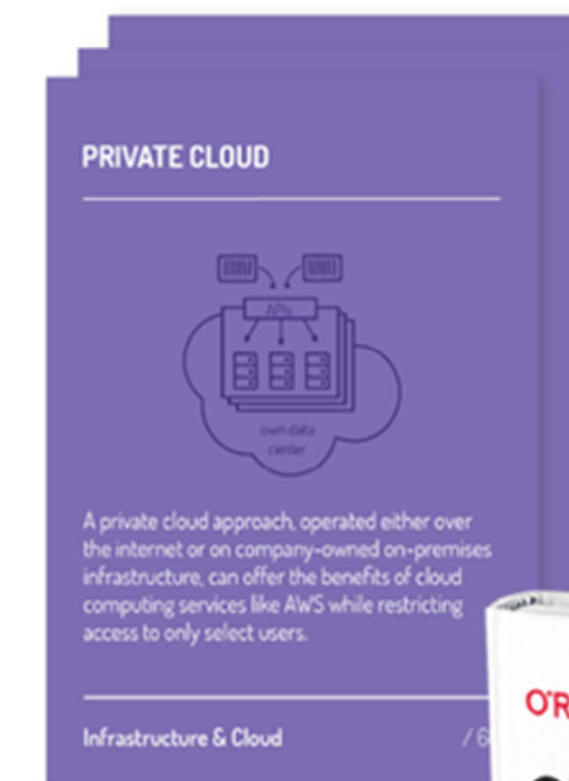 PRIVATE CLOUD
APIs
own data
center
A private cloud approach, operated either over
the internet or on company-owned on-premises
infrastructure, can offer the benefits of cloud
computing services like AWS while restricting
access to only select users.
Infrastructure & Cloud
/ 6
O'R